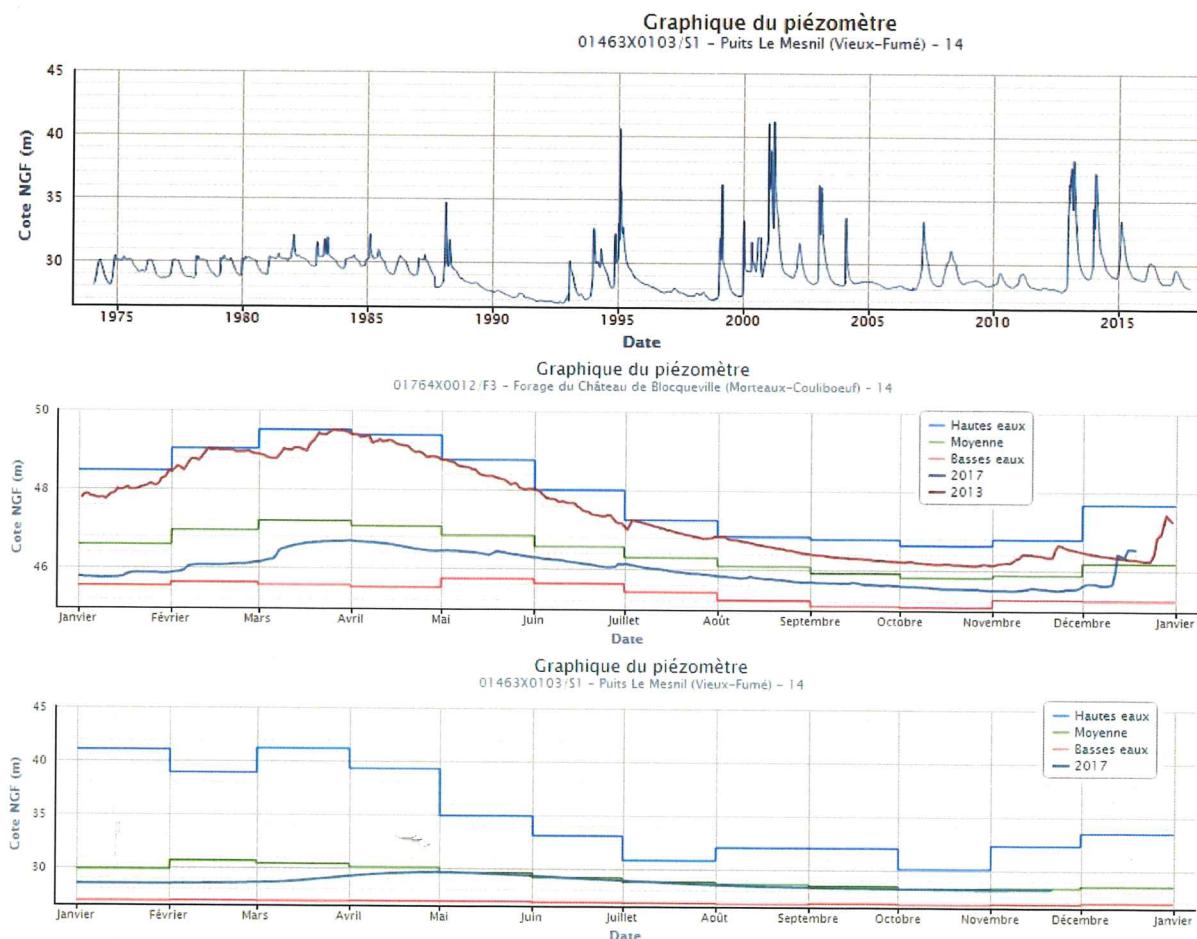 Graphique du piézomètre
01463X0103/S1 - Puits Le Mesnil (Vieux-Fumé) - 14
45
40
35
30
Cote NGF (m)
1975 1980 1985 1990 1995 2000 2005 2010 2015
Date
Graphique du piézomètre
01764X0012/F3 - Forage du Château de Blocqueville (Morteaux-Couliboeuf) - 14
50
48
46
Cote NGF (m)
Hautes eaux
Moyenne
Basses eaux
2017
2013
Janvier Février Mars Avril Mai Juin Juillet Août Septembre Octobre Novembre Décembre Janvier
Date
Graphique du piézomètre
01463X0103/S1 - Puits Le Mesnil (Vieux-Fumé) - 14
45
40
35
30
Cote NGF (m)
Hautes eaux
Moyenne
Basses eaux
2017
Janvier Février Mars Avril Mai Juin Juillet Août Septembre Octobre Novembre Décembre Janvier
Date